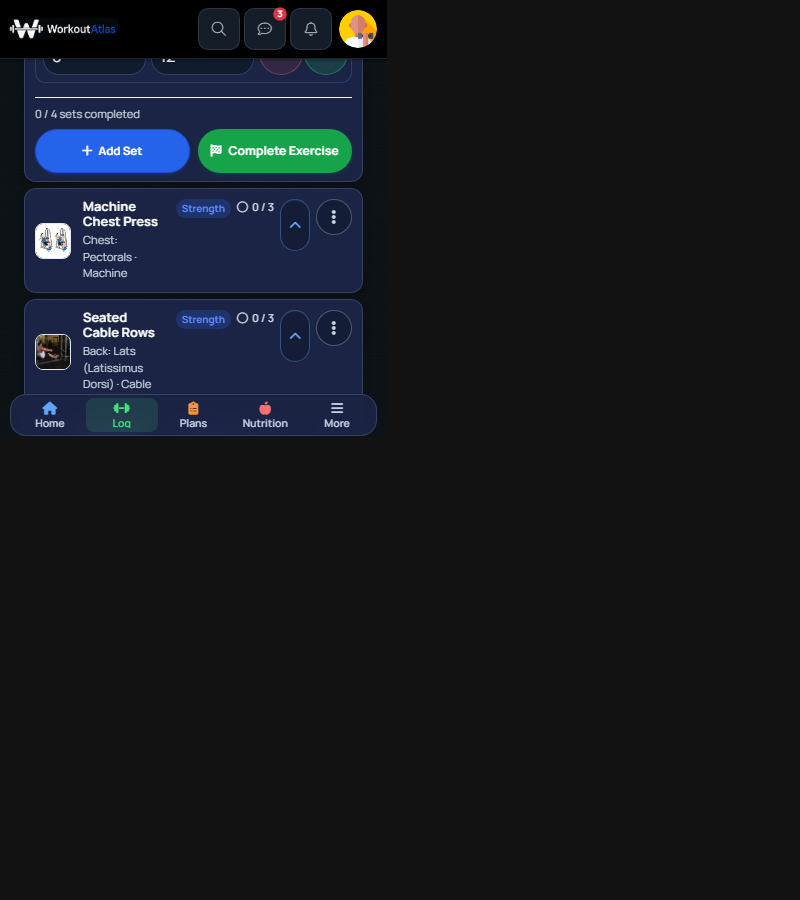 WorkoutAtlas
3
0 / 4 sets completed
+ Add Set
Complete Exercise
Machine
Chest Press
Strength
0 / 3
Chest:
Pectorals ·
Machine
Seated
Cable Rows
Strength
0 / 3
Back: Lats
(Latissimus
Dorsi) · Cable
Home
Log
Plans
Nutrition
More